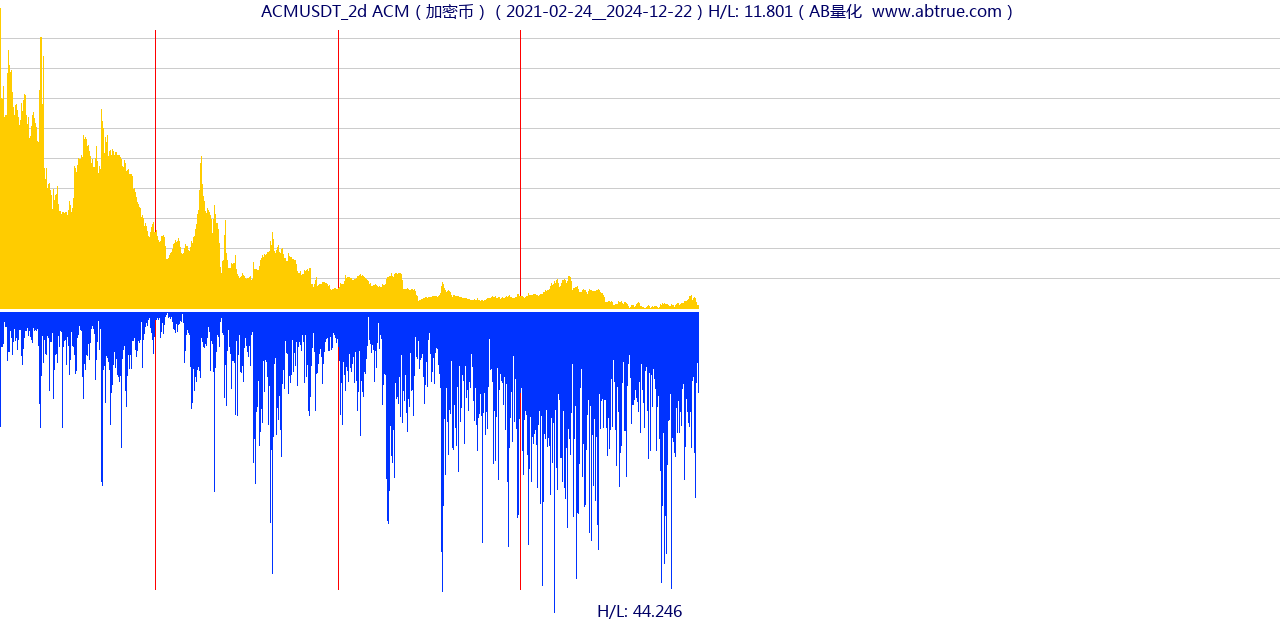 ACMUSDT_2d ACM（加密币）（2021-02-24__2024-12-22）H/L: 11.801（AB量化 www.abtrue.com）
H/L: 44.246